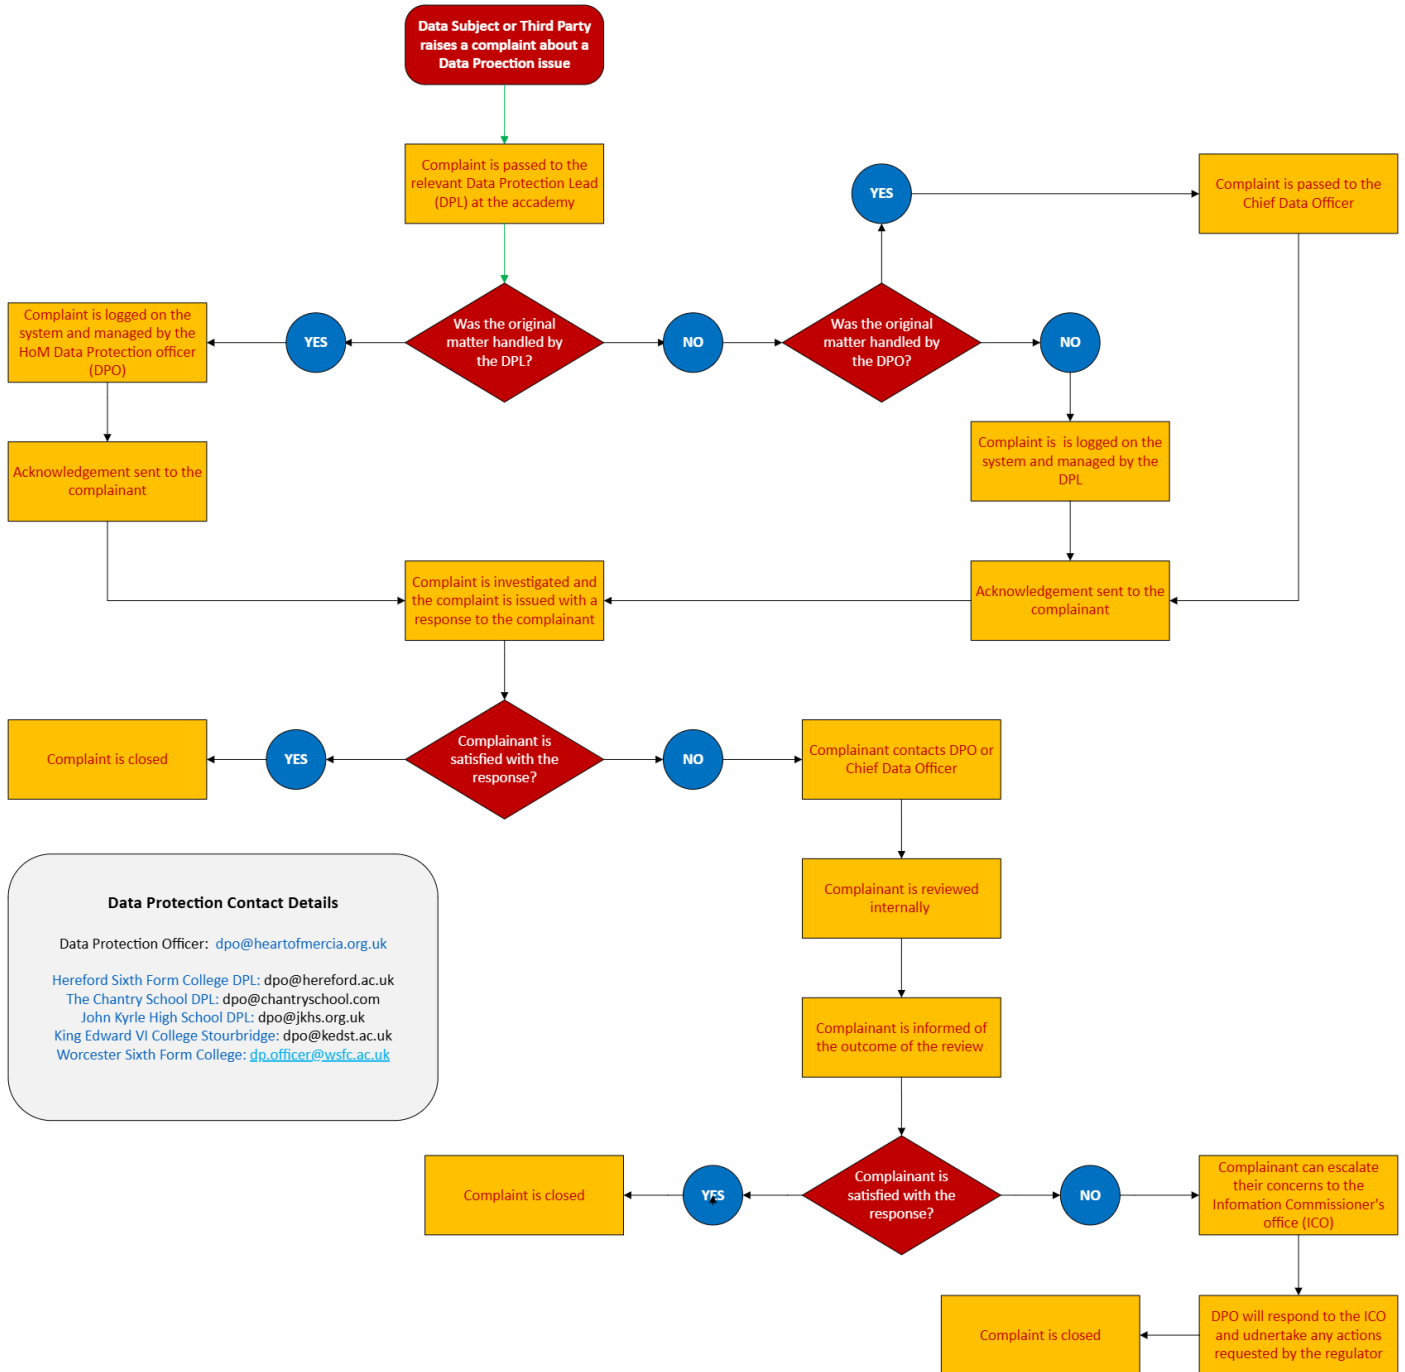 Data Subject or Third Party
raises a complaint about a
Data Proection issue
Complaint is passed to the
relevant Data Protection Lead
(DPL) at the accademy
YES
Complaint is passed to the
Chief Data Officer
Complaint is logged on the
system and managed by the
HoM Data Protection officer
(DPO)
YES
Was the original
matter handled by
the DPL?
NO
Was the original
matter handled by
the DPO?
NO
Acknowledgement sent to the
complainant
Complaint is  is logged on the
system and managed by the
DPL
Complaint is investigated and
the complaint is issued with a
response to the complainant
Acknowledgement sent to the
complainant
Complaint is closed
YES
Complainant is
satisfied with the
response?
NO
Complainant contacts DPO or
Chief Data Officer
Complainant is reviewed
internally
Data Protection Contact Details
Data Protection Officer:  dpo@heartofmercia.org.uk
Hereford Sixth Form College DPL: dpo@hereford.ac.uk
The Chantry School DPL: dpo@chantryschool.com
John Kyrle High School DPL: dpo@jkhs.org.uk
King Edward VI College Stourbridge: dpo@kedst.ac.uk
Worcester Sixth Form College: dp.officer@wsfc.ac.uk
Complainant is informed of
the outcome of the review
Complaint is closed
YES
Complainant is
satisfied with the
response?
NO
Complainant can escalate
their concerns to the
Infomation Commissioner's
office (ICO)
Complaint is closed
DPO will respond to the ICO
and udnertake any actions
requested by the regulator